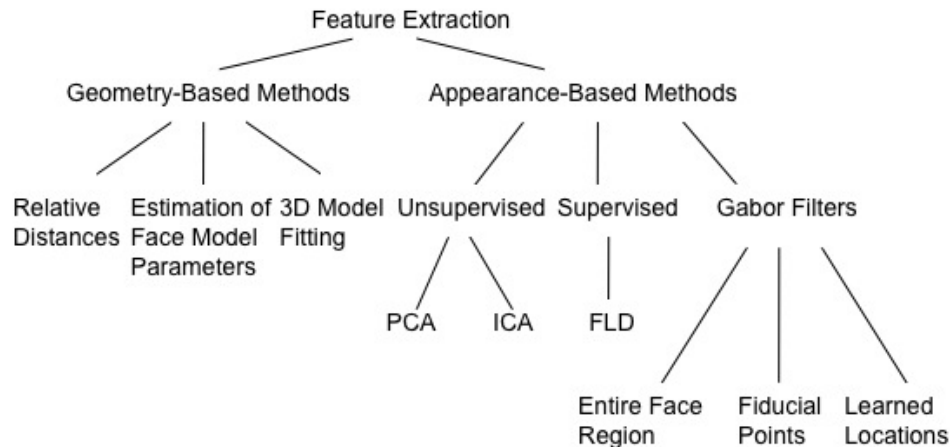 Feature Extraction
Geometry-Based Methods
Appearance-Based Methods
Relative
Distances
Estimation of
Face Model
Parameters
3D Model
Fitting
Unsupervised
Supervised
Gabor Filters
PCA
ICA
FLD
Entire Face
Region
Fiducial
Points
Learned
Locations